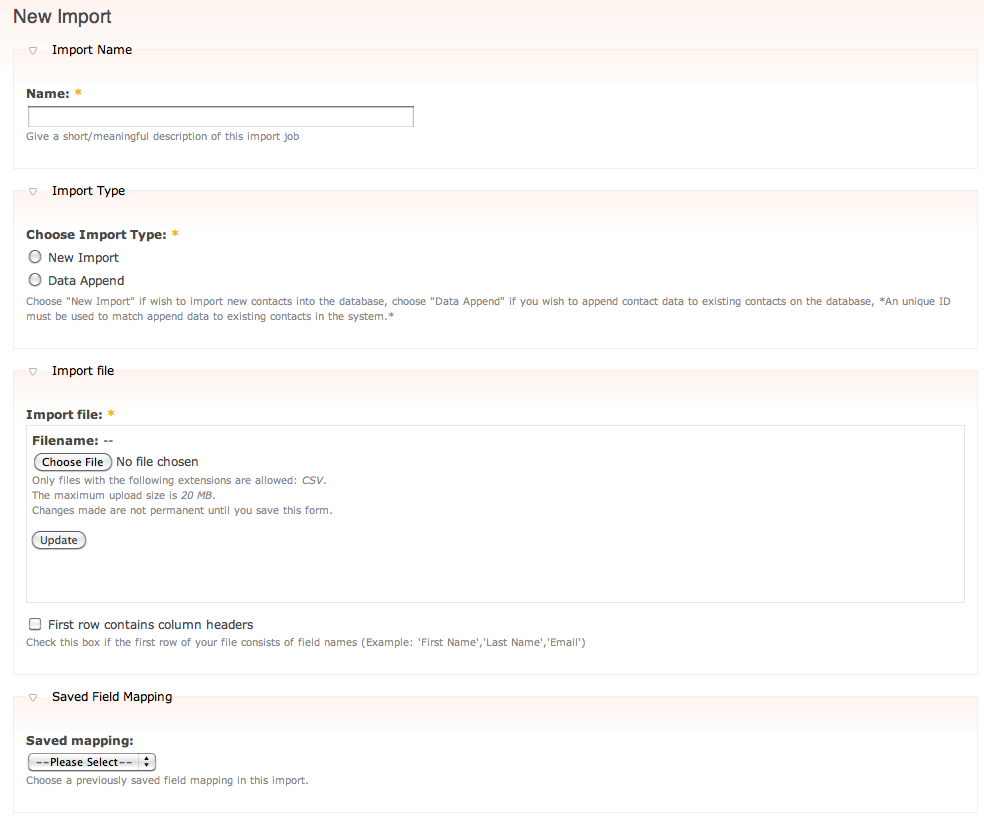 New Import
Import Name
Name: *
Give a short/meaningful description of this import job
Import Type
Choose Import Type: *
New Import
Data Append
Choose "New Import" if wish to import new contacts into the database, choose "Data Append" if you wish to append contact data to existing contacts on the database, *An unique ID
must be used to match append data to existing contacts in the system.*
Import file
Import file: *
Filename: --
Choose File No file chosen
Only files with the following extensions are allowed: CSV.
The maximum upload size is 20 MB.
Changes made are not permanent until you save this form.
Update
First row contains column headers
Check this box if the first row of your file consists of field names (Example: 'First Name','Last Name','Email')
Saved Field Mapping
Saved mapping:
--Please Select--
Choose a previously saved field mapping in this import.